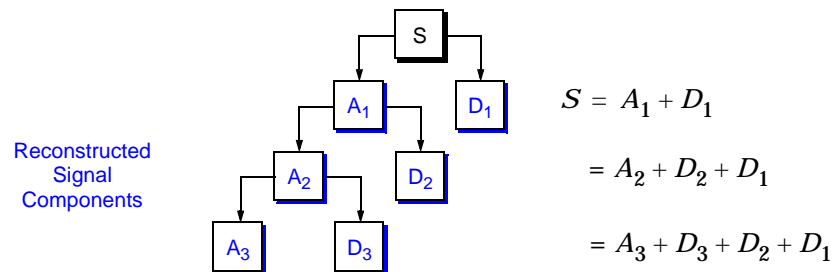 S
A₁
D₁
S = A₁ + D₁
Reconstructed
Signal
Components
A₂
D₂
= A₂ + D₂ + D₁
A₃
D₃
= A₃ + D₃ + D₂ + D₁